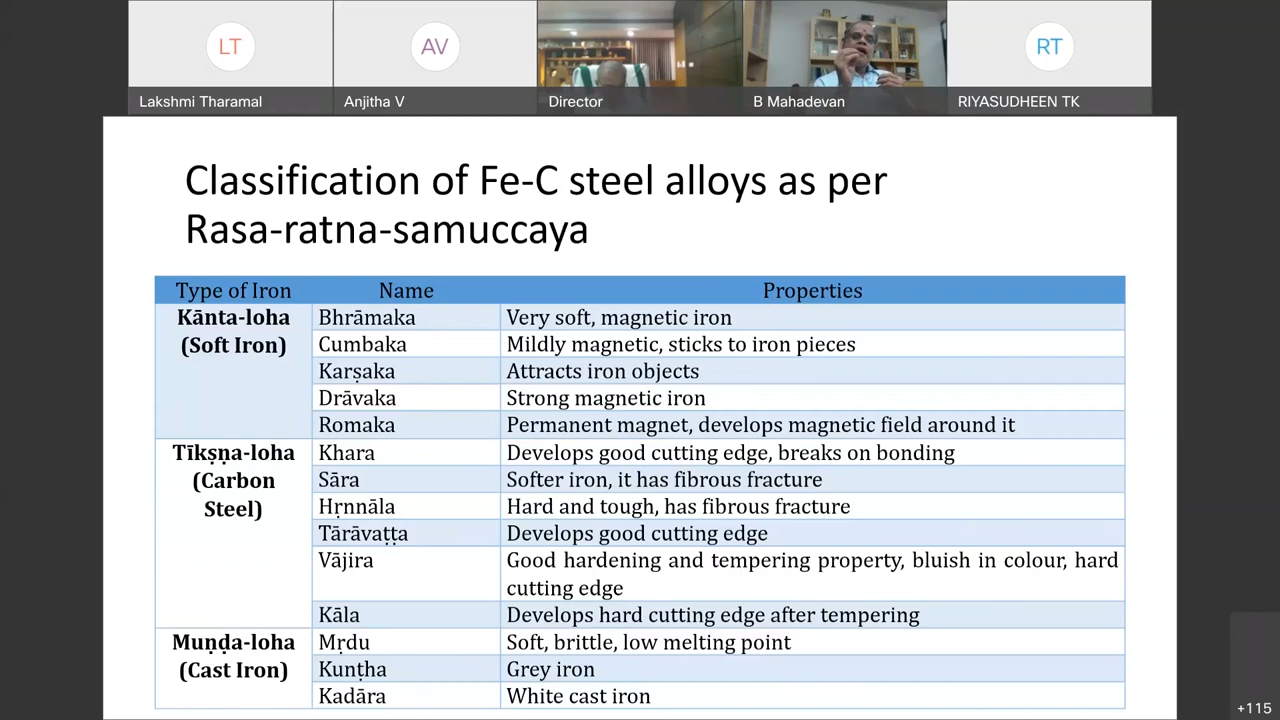 LT
AV
RT
Lakshmi Tharamal
Anjitha V
Director
B Mahadevan
RIYASUDHEEN TK
Classification of Fe-C steel alloys as per
Rasa-ratna-samuccaya
Type of Iron Name Properties
Kānta-loha Bhrāmaka Very soft, magnetic iron
(Soft Iron) Cumbaka Mildly magnetic, sticks to iron pieces
Karṣaka Attracts iron objects
Drāvaka Strong magnetic iron
Romaka Permanent magnet, develops magnetic field around it
Tīkṣṇa-loha Khara Develops good cutting edge, breaks on bonding
(Carbon Sāra Softer iron, it has fibrous fracture
Steel) Hṛnnāla Hard and tough, has fibrous fracture
Tārāvaṭṭa Develops good cutting edge
Vājira Good hardening and tempering property, bluish in colour, hard
cutting edge
Kāla Develops hard cutting edge after tempering
Muṇḍa-loha Mṛdu Soft, brittle, low melting point
(Cast Iron) Kuṇṭha Grey iron
Kadāra White cast iron
+115